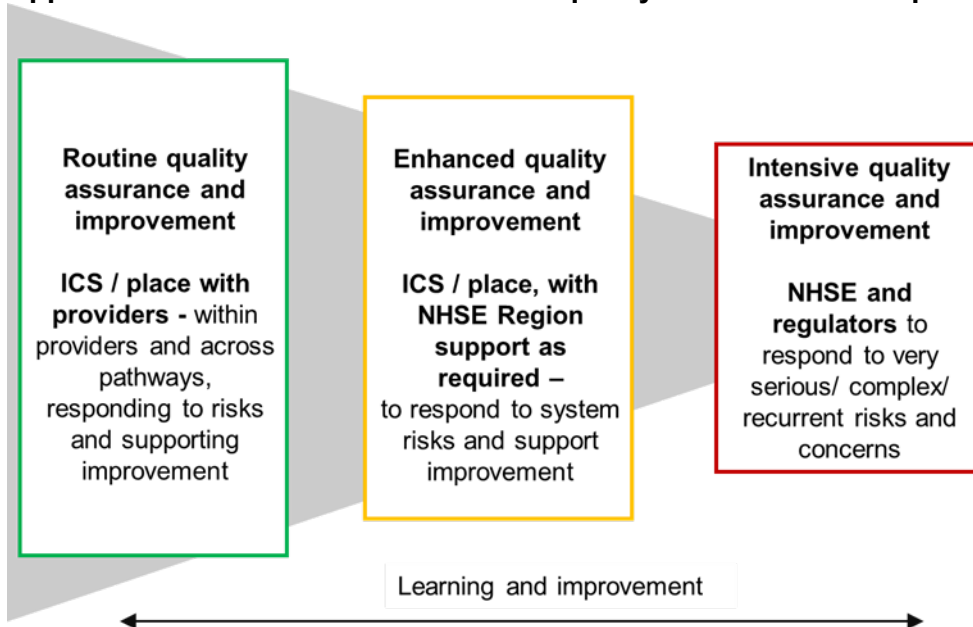 Routine quality
assurance and
improvement
ICS / place with
providers - within
providers and across
pathways,
responding to risks
and supporting
improvement
Enhanced quality
assurance and
improvement
ICS / place, with
NHSE Region
support as
required –
to respond to system
risks and support
improvement
Intensive quality
assurance and
improvement
NHSE and
regulators to
respond to very
serious/ complex/
recurrent risks and
concerns
Learning and improvement